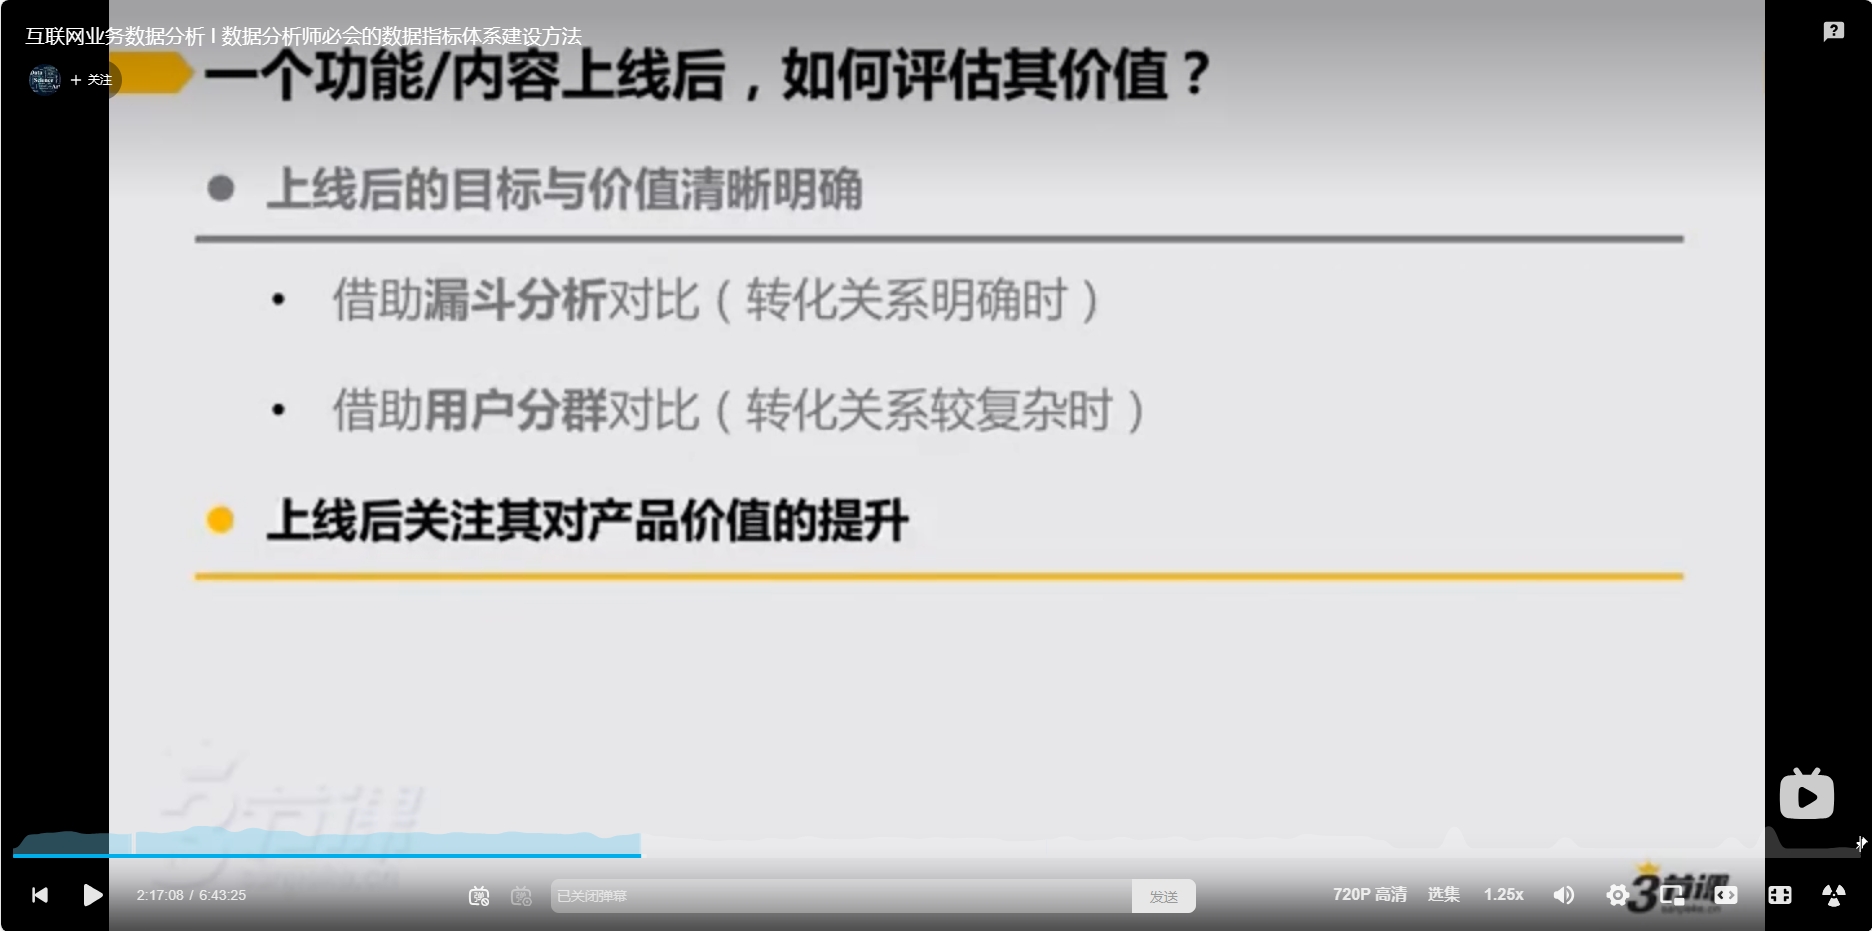 互联网业务数据分析 l 数据分析师必会的数据指标体系建设方法
+ 关注
一个功能/内容上线后，如何评估其价值？
上线后的目标与价值清晰明确
• 借助漏斗分析对比（转化关系明确时）
• 借助用户分群对比（转化关系较复杂时）
上线后关注其对产品价值的提升
3节课
2:17:08 / 6:43:25
已关闭弹幕
发送
720P 高清
选集
1.25x
3节课